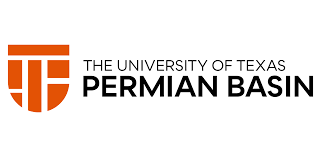 THE UNIVERSITY OF TEXAS
PERMIAN BASIN